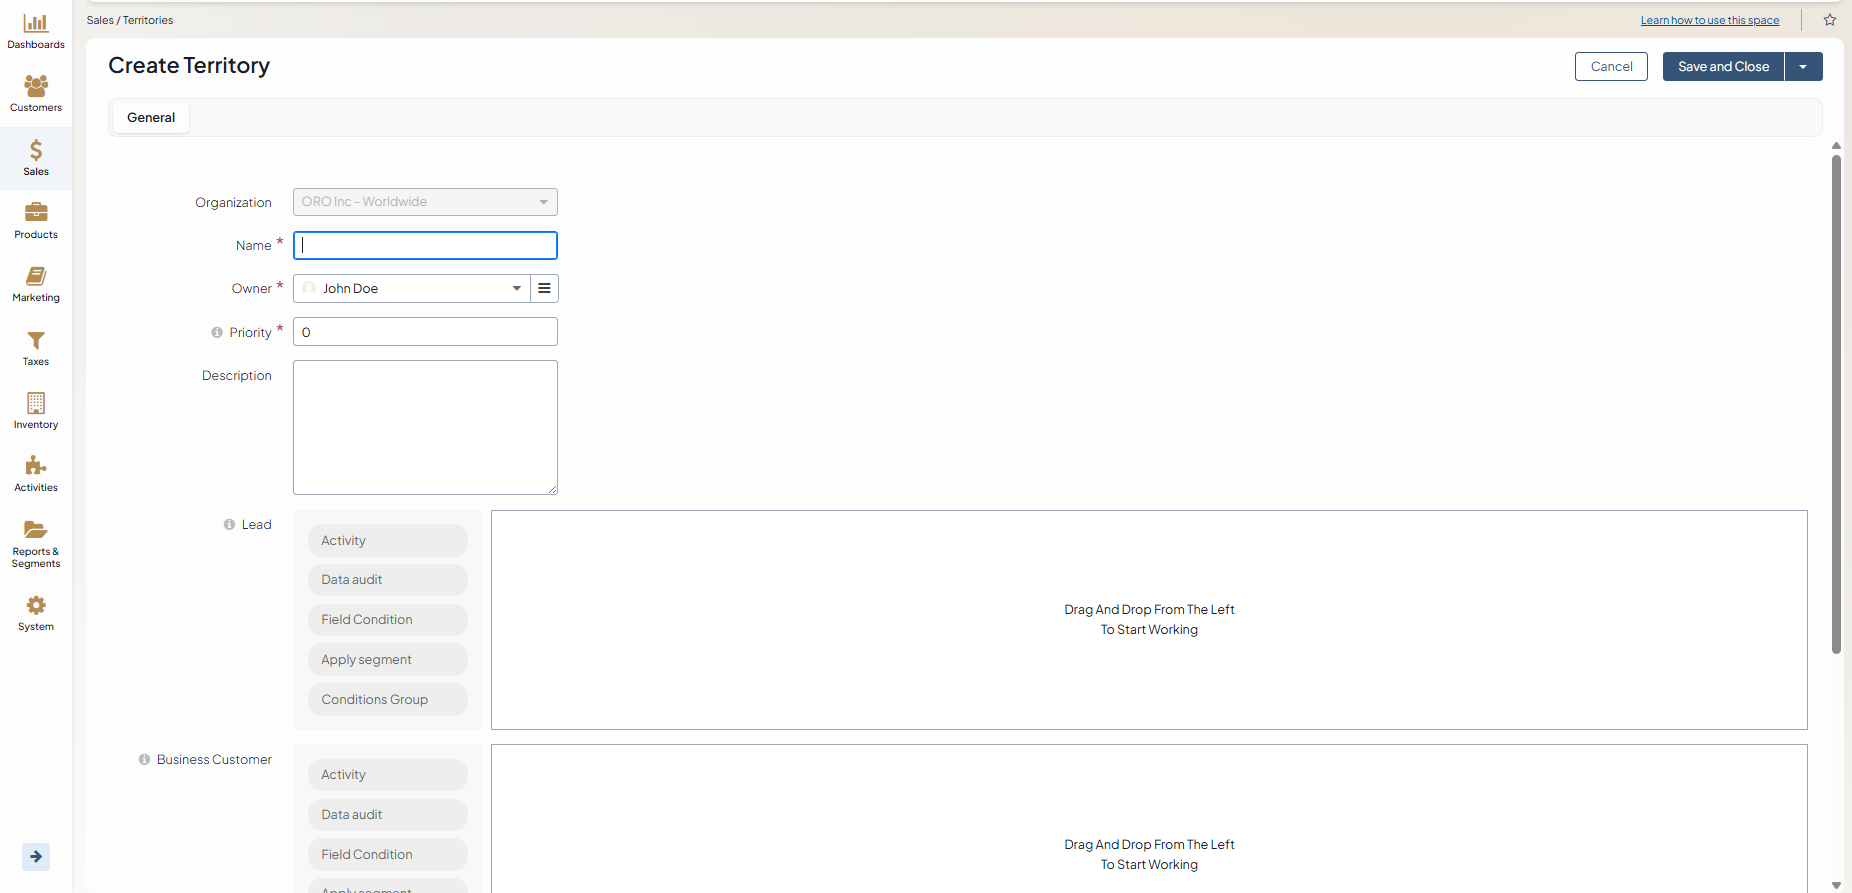 Dashboards
Customers
Sales
Products
Marketing
Taxes
Inventory
Activities
Reports &
Segments
System
Sales / Territories
Learn how to use this space
Create Territory
Cancel
Save and Close
General
Organization
ORO Inc - Worldwide
Name *
Owner *
John Doe
Priority *
0
Description
Lead
Activity
Data audit
Field Condition
Apply segment
Conditions Group
Drag And Drop From The Left
To Start Working
Business Customer
Activity
Data audit
Field Condition
Apply segment
Drag And Drop From The Left
To Start Working